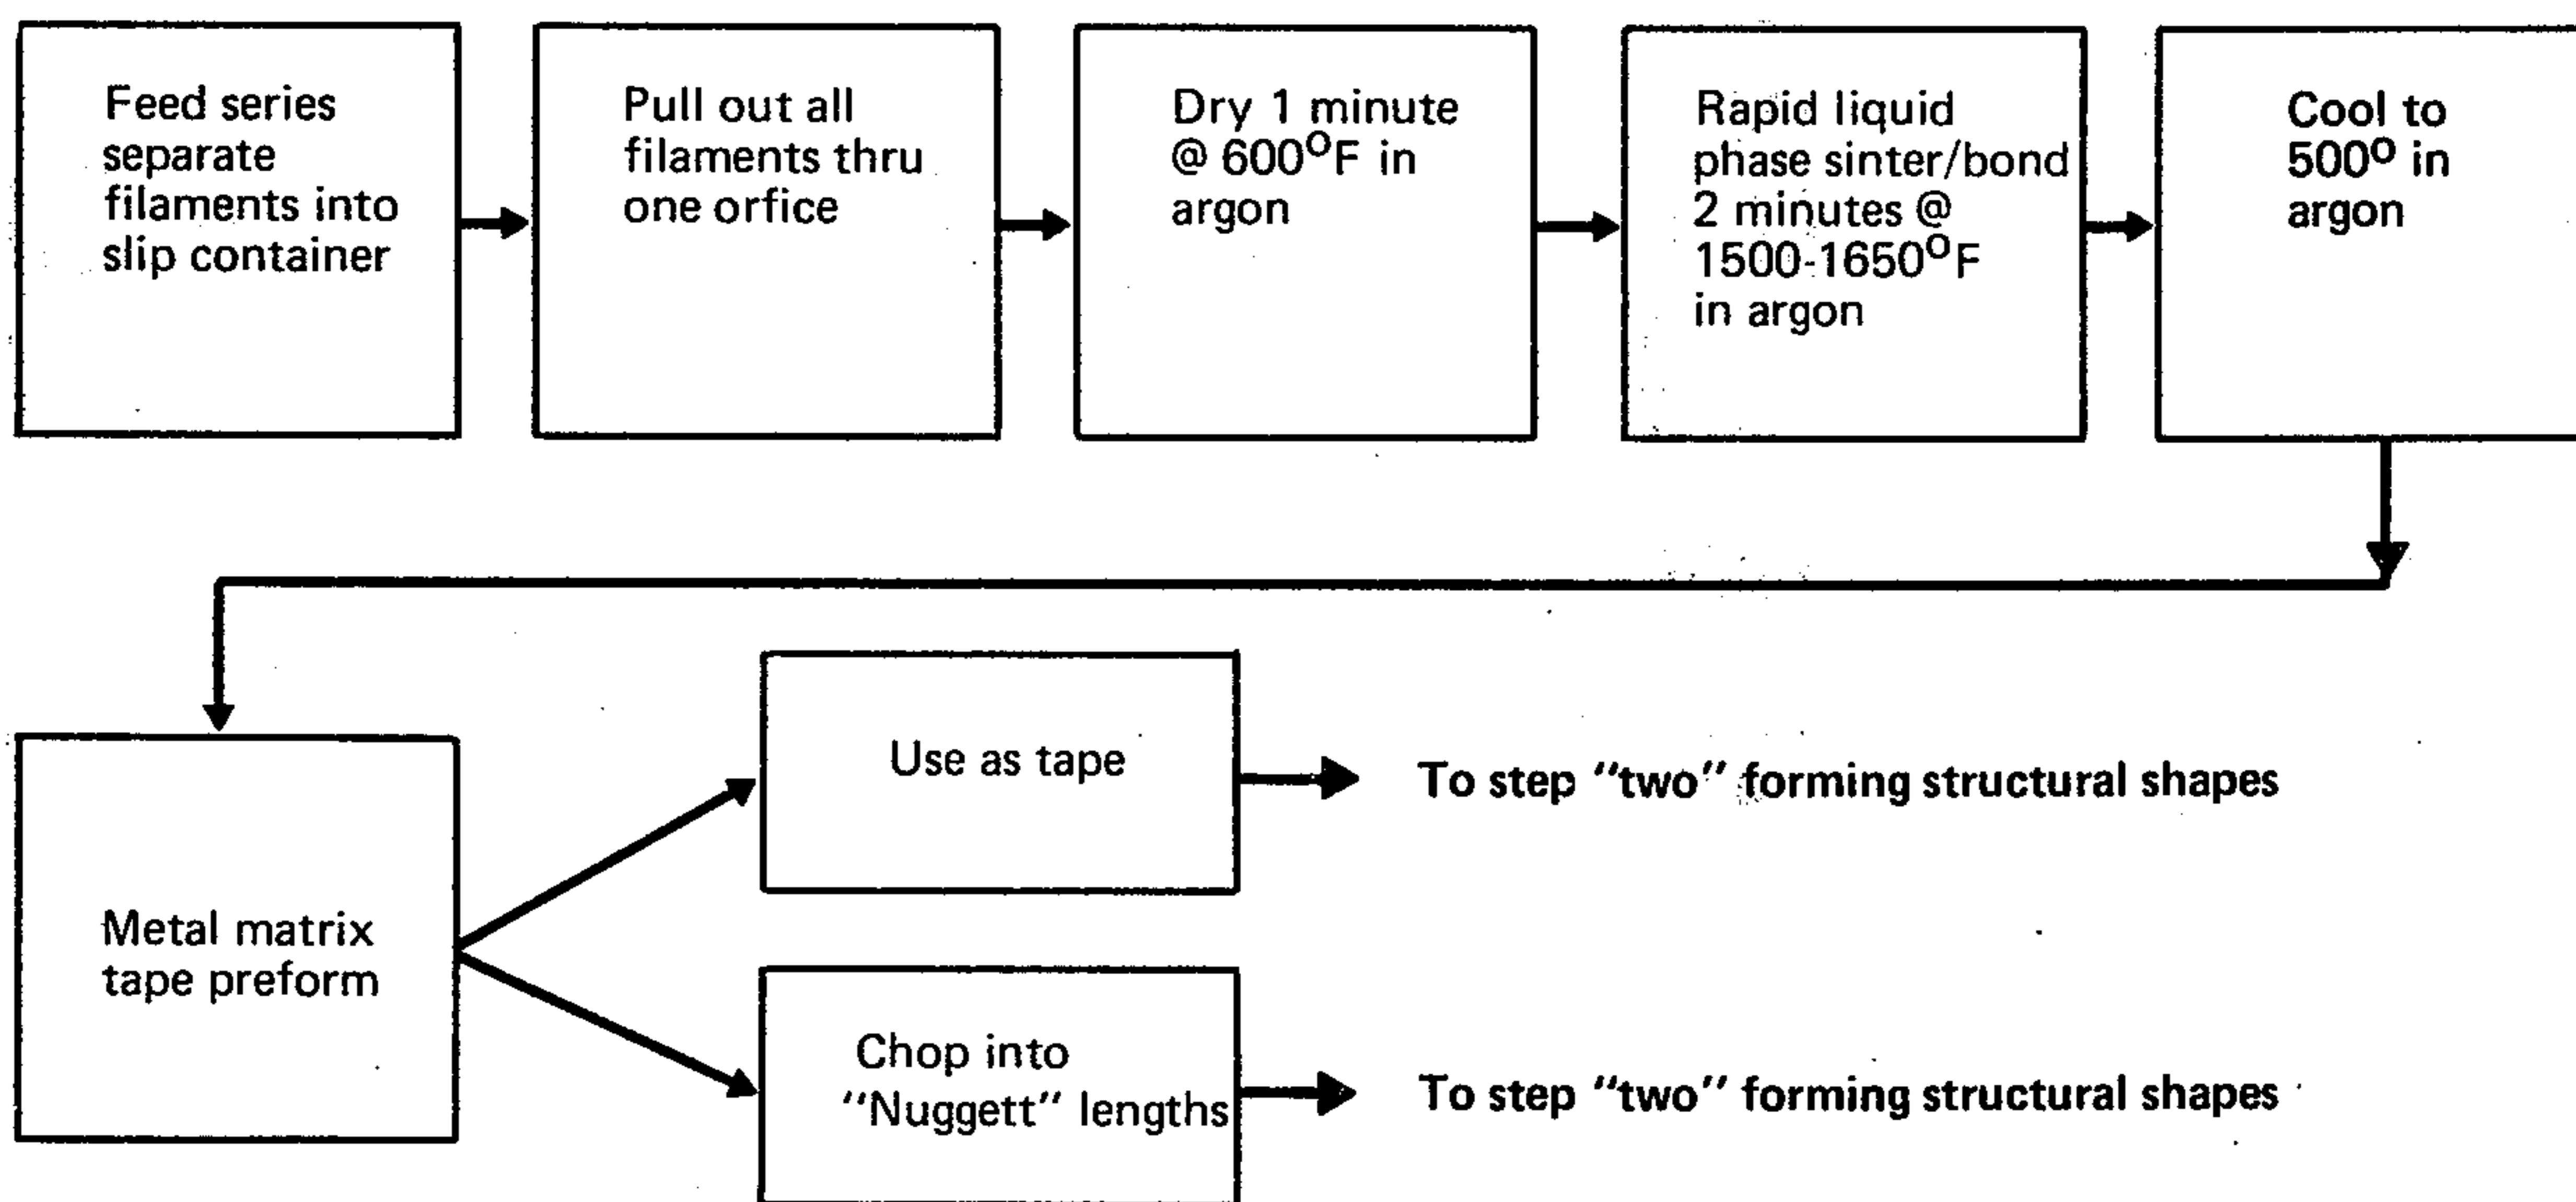 Feed series
separate
filaments into
slip container
Pull out all
filaments thru
one orfice
Dry 1 minute
@ 600°F in
argon
Rapid liquid
phase sinter/bond
2 minutes @
1500-1650°F
in argon
Cool to
500° in
argon
Metal matrix
tape preform
Use as tape
To step "two" forming structural shapes
Chop into
"Nuggett" lengths
To step "two" forming structural shapes